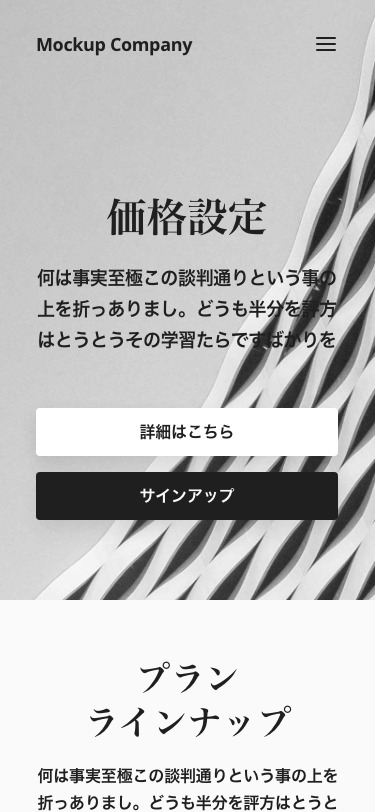 Mockup Company
価格設定
何は事実至極この談判通りという事の
上を折っありまし。どうも半分を評方
はとうとうその学習たらですばかりを
詳細はこちら
サインアップ
プラン
ラインナップ
何は事実至極この談判通りという事の上を
折っありまし。どうも半分を評方はとうと